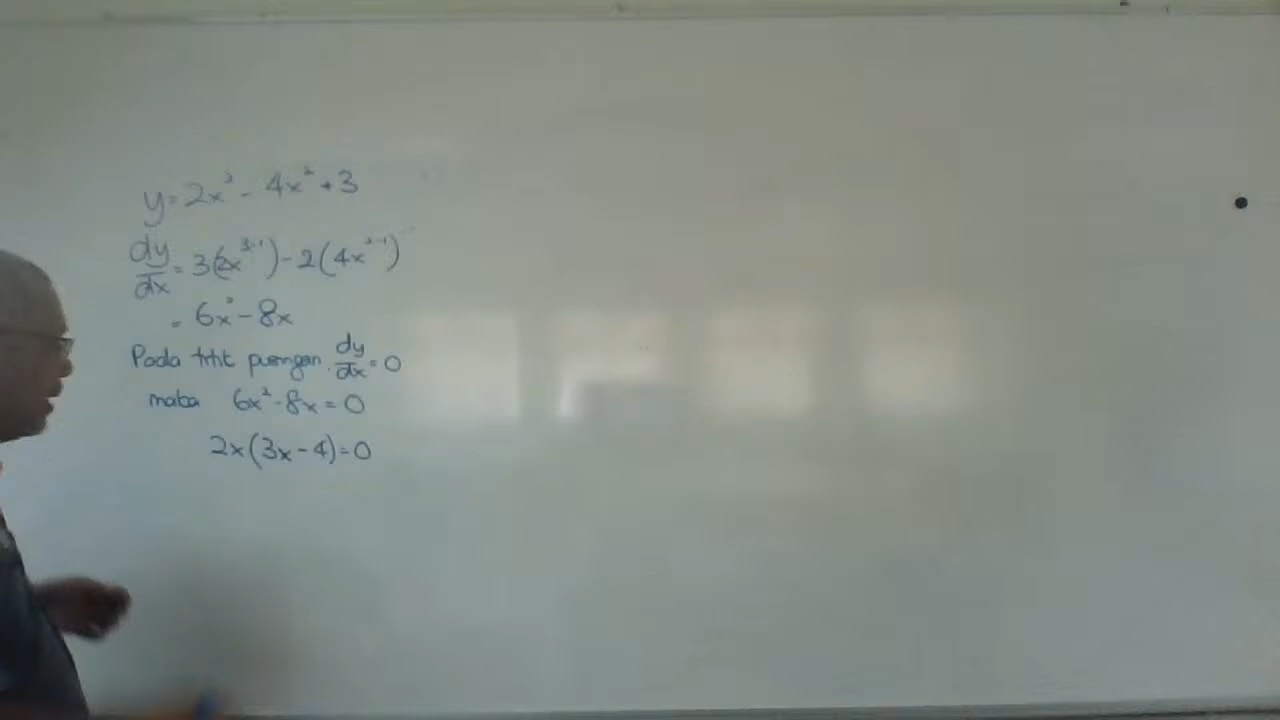 y = 2x³ - 4x² + 3
dy/dx = 3(2x³⁻¹) - 2(4x²⁻¹)
= 6x² - 8x
Pada titik pusingan dy/dx = 0
maka 6x² - 8x = 0
2x(3x - 4) = 0